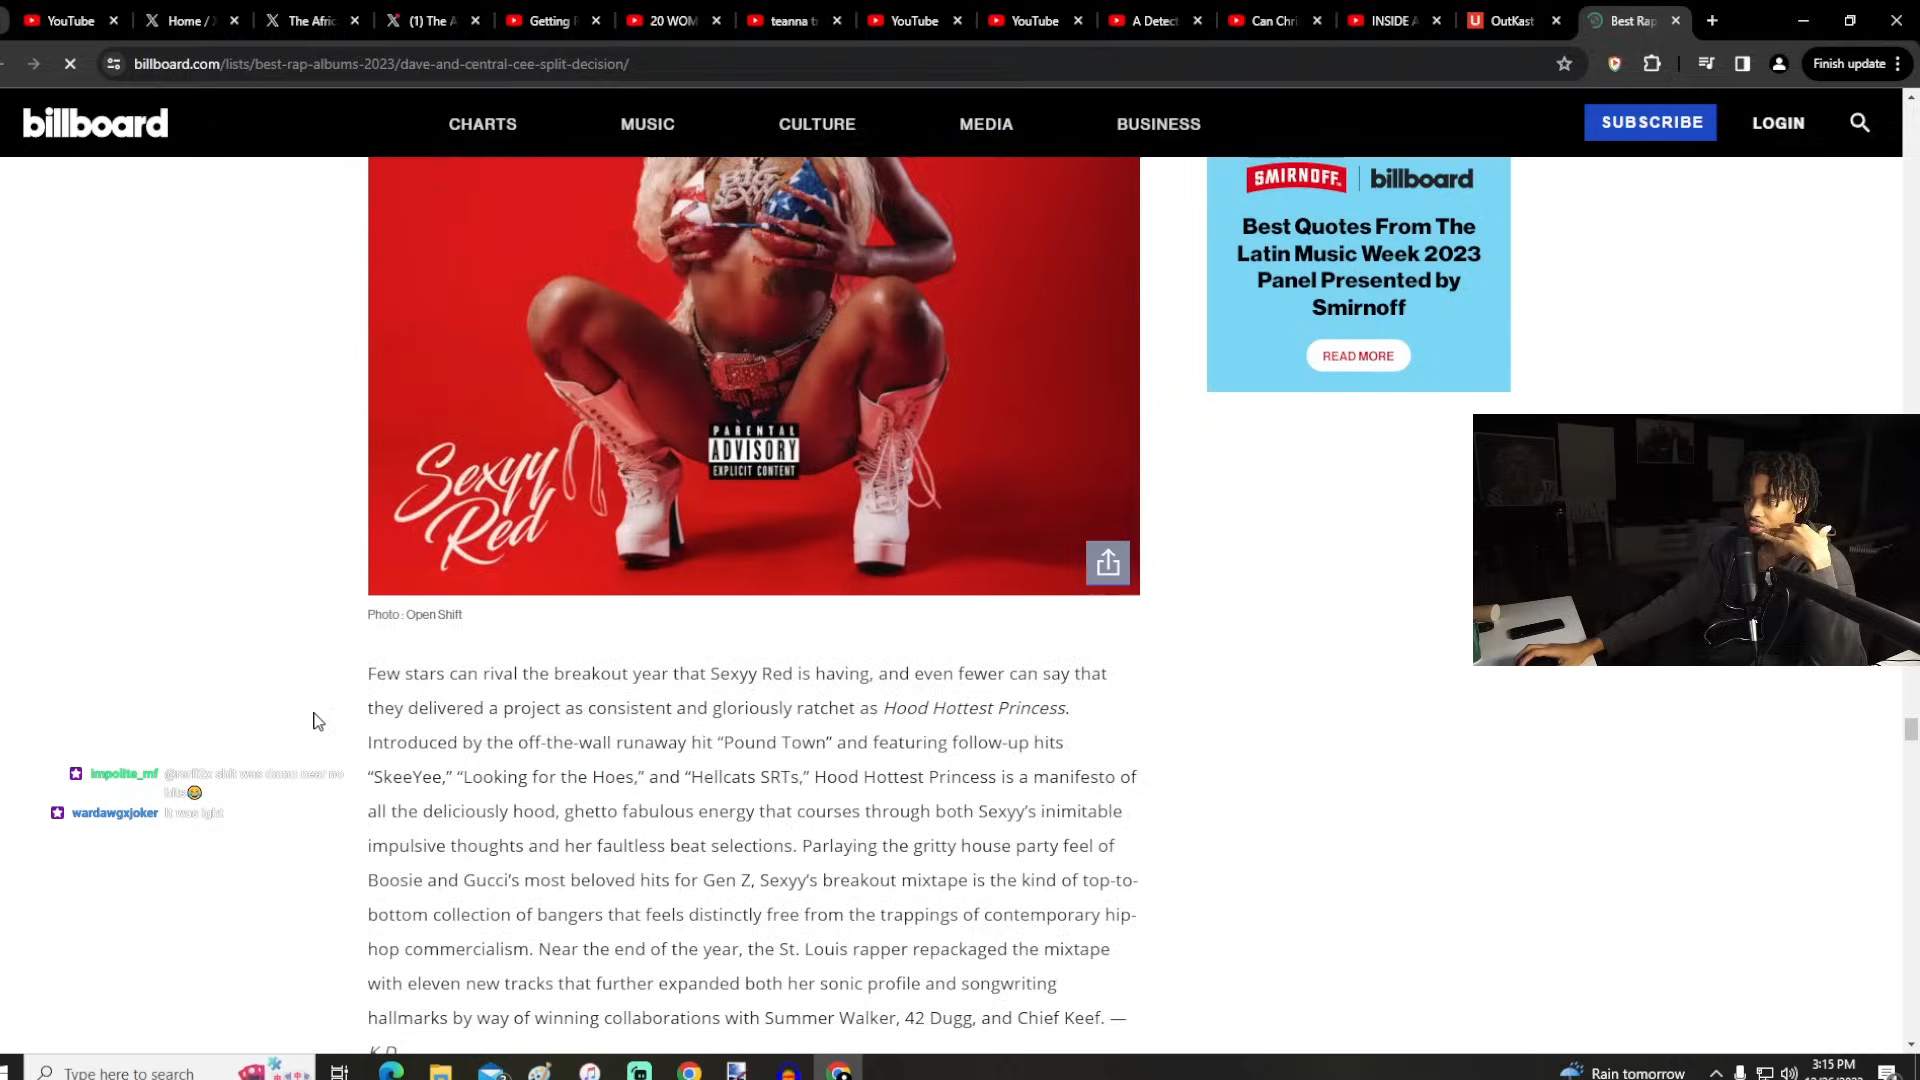 YouTube
Home / X
The Afric
(1) The A
Getting F
20 WOM
teanna tr
YouTube
YouTube
A Detect
Can Chri
INSIDE A
OutKast
Best Rap
billboard.com/lists/best-rap-albums-2023/dave-and-central-cee-split-decision/
Finish update
billboard
CHARTS
MUSIC
CULTURE
MEDIA
BUSINESS
SUBSCRIBE
LOGIN
BIG
SEXYY
SMIRNOFF
billboard
Best Quotes From The
Latin Music Week 2023
Panel Presented by
Smirnoff
READ MORE
PARENTAL
ADVISORY
EXPLICIT CONTENT
Sexyy
Red
Photo : Open Shift
Few stars can rival the breakout year that Sexyy Red is having, and even fewer can say that
they delivered a project as consistent and gloriously ratchet as Hood Hottest Princess.
Introduced by the off-the-wall runaway hit “Pound Town” and featuring follow-up hits
“SkeeYee,” “Looking for the Hoes,” and “Hellcats SRTs,” Hood Hottest Princess is a manifesto of
all the deliciously hood, ghetto fabulous energy that courses through both Sexyy’s inimitable
impulsive thoughts and her faultless beat selections. Parlaying the gritty house party feel of
Boosie and Gucci’s most beloved hits for Gen Z, Sexyy’s breakout mixtape is the kind of top-to-
bottom collection of bangers that feels distinctly free from the trappings of contemporary hip-
hop commercialism. Near the end of the year, the St. Louis rapper repackaged the mixtape
with eleven new tracks that further expanded both her sonic profile and songwriting
hallmarks by way of winning collaborations with Summer Walker, 42 Dugg, and Chief Keef. —
K.D.
impolite_mf shit was damn near no
wardawgxjoker It was ight
Type here to search
Rain tomorrow
3:15 PM